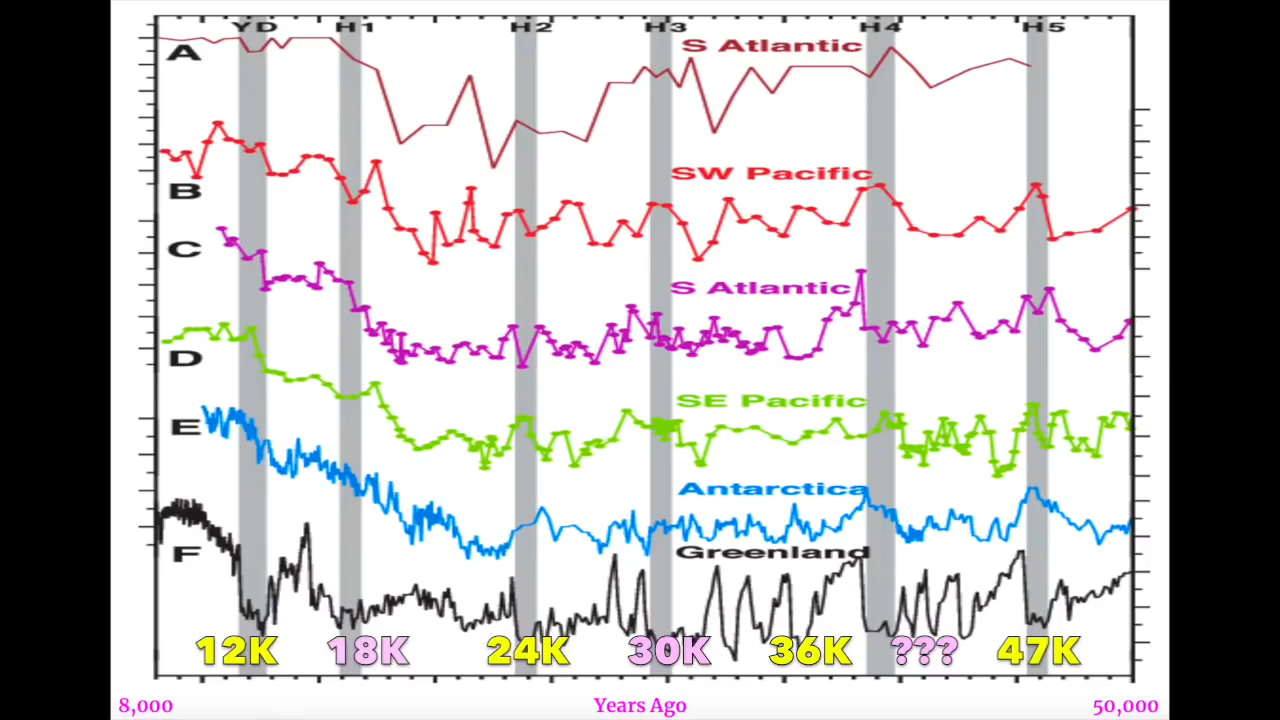 YD H1 H2 H3 H4 H5
A S Atlantic
B SW Pacific
C S Atlantic
D SE Pacific
E Antarctica
F Greenland
12K 18K 24K 30K 36K ??? 47K
8,000 Years Ago 50,000